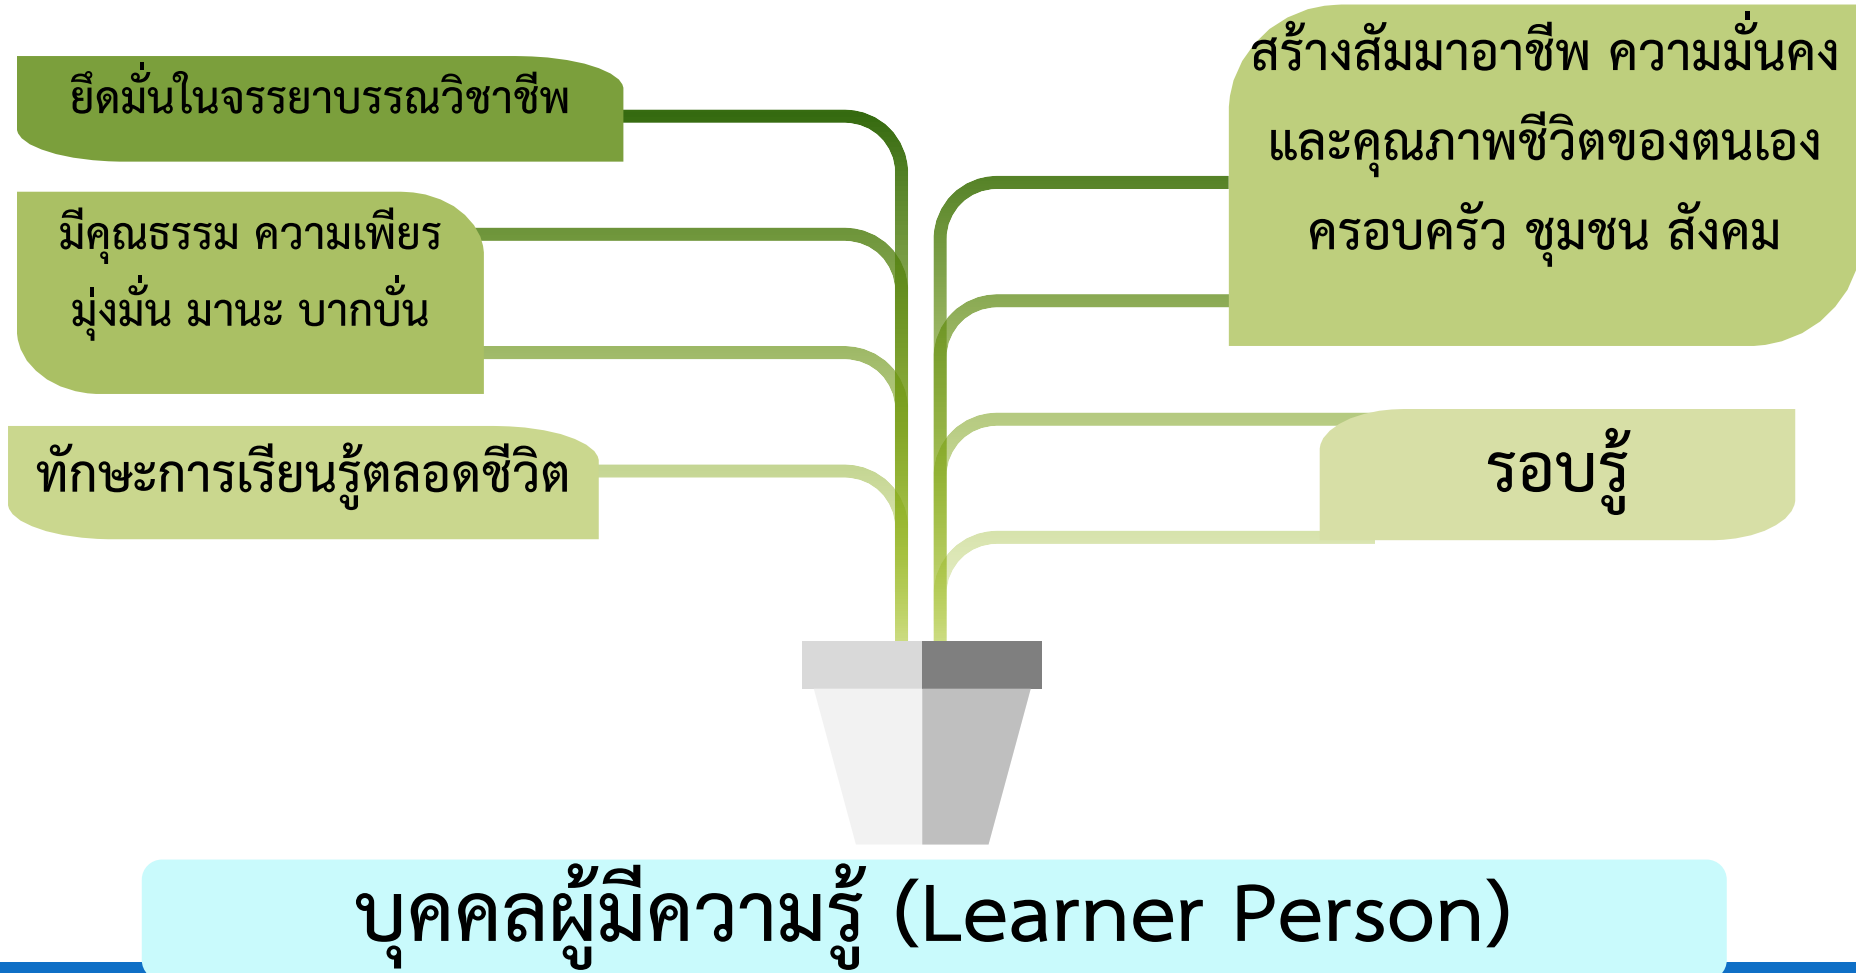 ยึดมั่นในจรรยาบรรณวิชาชีพ
มีคุณธรรม ความเพียร
มุ่งมั่น มานะ บากบั่น
ทักษะการเรียนรู้ตลอดชีวิต
สร้างสัมมาอาชีพ ความมั่นคง
และคุณภาพชีวิตของตนเอง
ครอบครัว ชุมชน สังคม
รอบรู้
บุคคลผู้มีความรู้ (Learner Person)